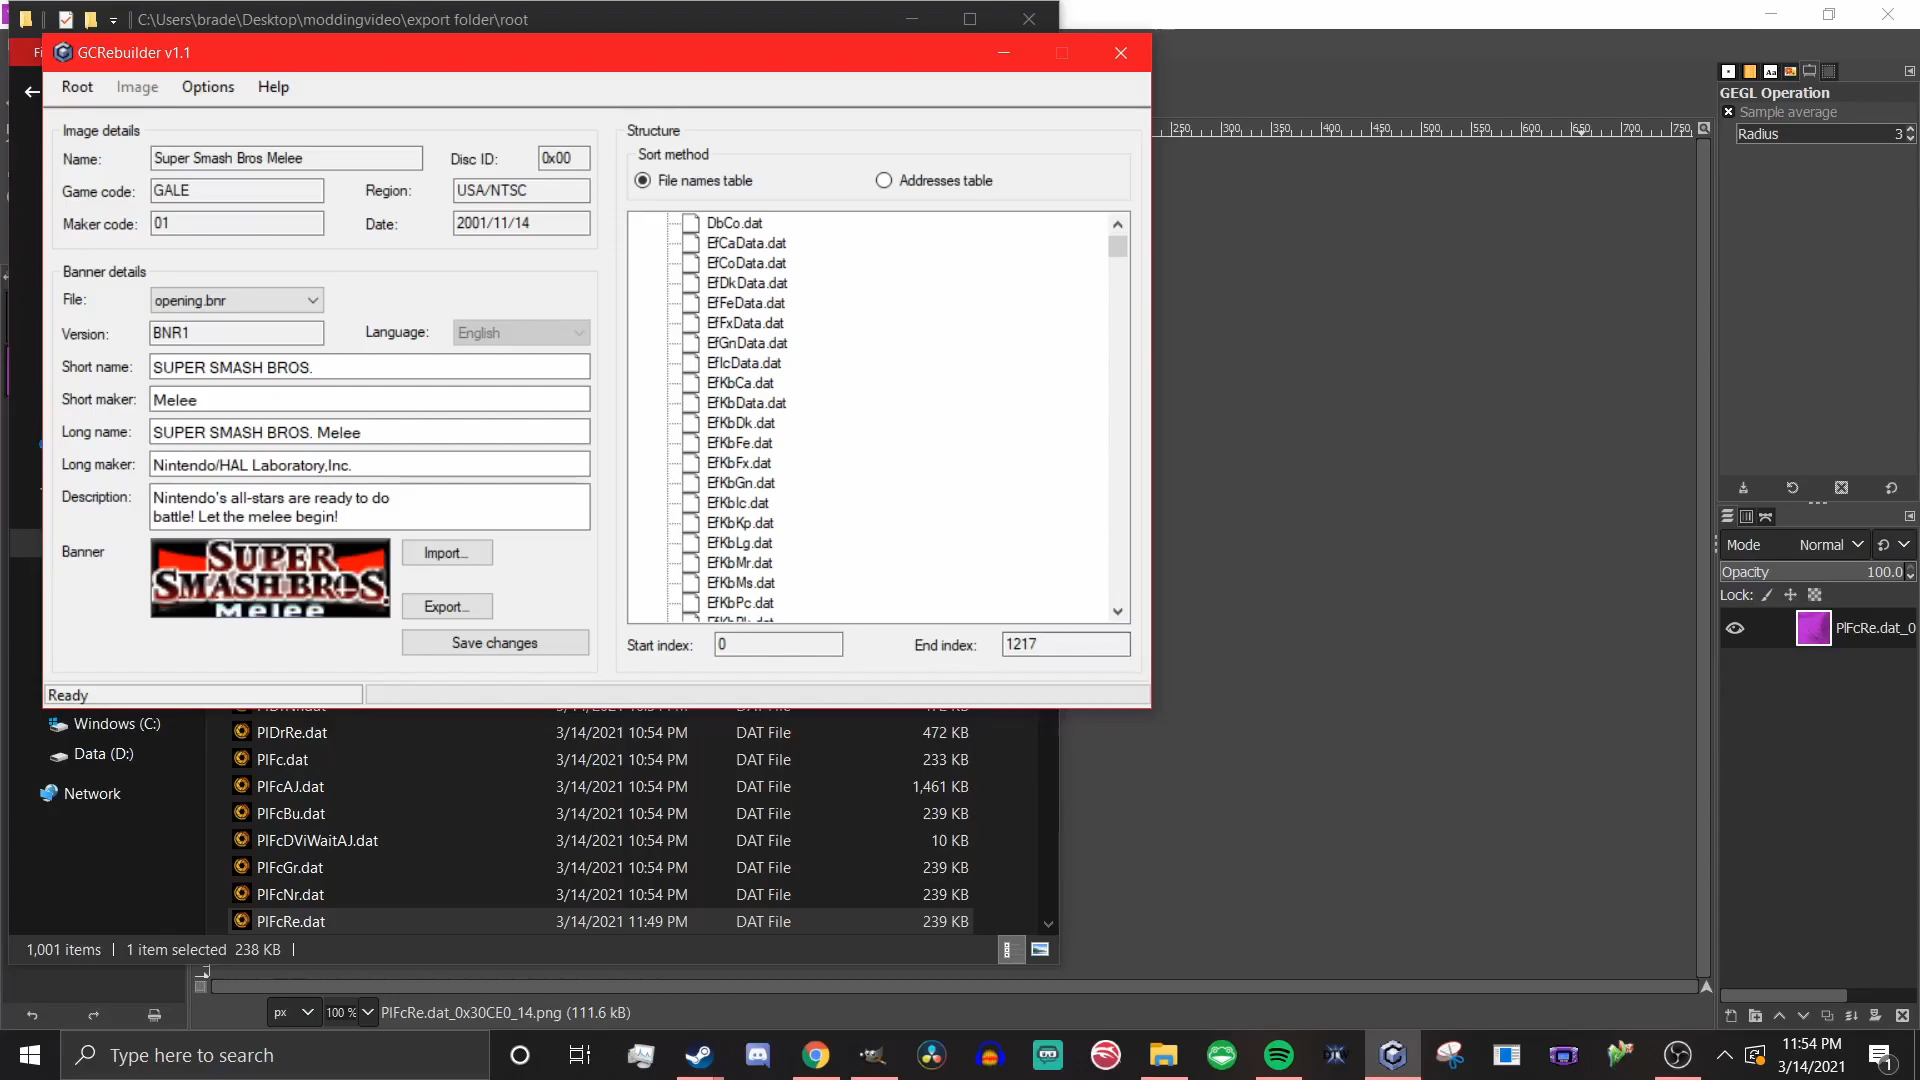 C:\Users\brade\Desktop\moddingvideo\export folder\root
GCRebuilder v1.1
Root Image Options Help
Image details
Name: Super Smash Bros Melee Disc ID: 0x00
Game code: GALE Region: USA/NTSC
Maker code: 01 Date: 2001/11/14
Banner details
File: opening.bnr
Version: BNR1 Language: English
Short name: SUPER SMASH BROS.
Short maker: Melee
Long name: SUPER SMASH BROS. Melee
Long maker: Nintendo/HAL Laboratory,Inc.
Description: Nintendo's all-stars are ready to do
battle! Let the melee begin!
Banner
SUPER
SMASH BROS.
Melee
Import...
Export...
Save changes
Structure
Sort method
File names table Addresses table
DbCo.dat
EfCaData.dat
EfCoData.dat
EfDkData.dat
EfFeData.dat
EfFxData.dat
EfGnData.dat
EfIcData.dat
EfKbCa.dat
EfKbData.dat
EfKbDk.dat
EfKbFe.dat
EfKbFx.dat
EfKbGn.dat
EfKbIc.dat
EfKbKp.dat
EfKbLg.dat
EfKbMr.dat
EfKbMs.dat
EfKbPc.dat
Start index: 0 End index: 1217
Ready
Windows (C:)
Data (D:)
Network
PlDrRe.dat 3/14/2021 10:54 PM DAT File 472 KB
PlFc.dat 3/14/2021 10:54 PM DAT File 233 KB
PlFcAJ.dat 3/14/2021 10:54 PM DAT File 1,461 KB
PlFcBu.dat 3/14/2021 10:54 PM DAT File 239 KB
PlFcDViWaitAJ.dat 3/14/2021 10:54 PM DAT File 10 KB
PlFcGr.dat 3/14/2021 10:54 PM DAT File 239 KB
PlFcNr.dat 3/14/2021 10:54 PM DAT File 239 KB
PlFcRe.dat 3/14/2021 11:49 PM DAT File 239 KB
1,001 items 1 item selected 238 KB
250 300 350 400 450 500 550 600 650 700 750
GEGL Operation
Sample average
Radius 3
Mode Normal
Opacity 100.0
Lock:
PlFcRe.dat_0
px 100 % PlFcRe.dat_0x30CE0_14.png (111.6 kB)
Type here to search
11:54 PM
3/14/2021
1